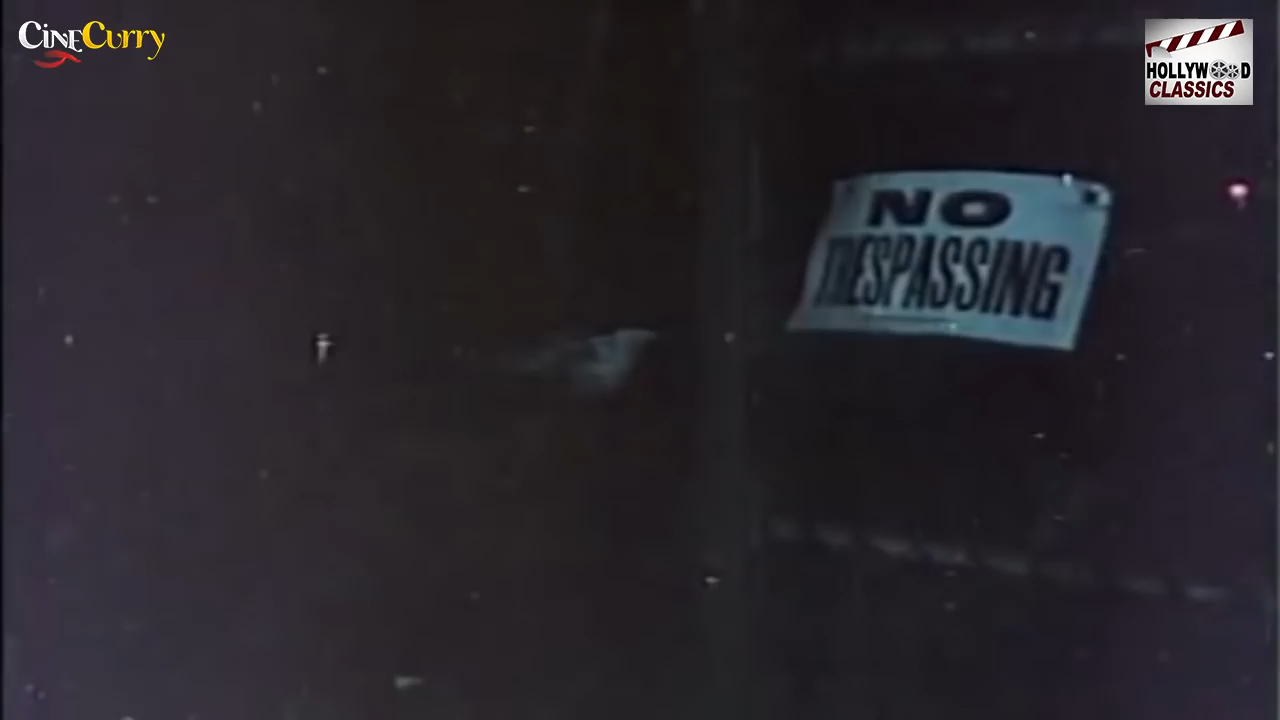 CineCurry
HOLLYWOOD
CLASSICS
NO
TRESPASSING